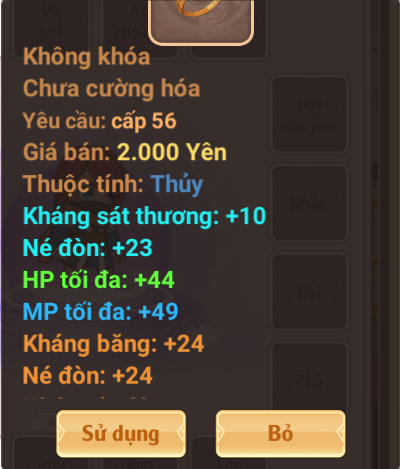 Không khóa
Chưa cường hóa
Yêu cầu: cấp 56
Giá bán: 2.000 Yên
Thuộc tính: Thủy
Kháng sát thương: +10
Né đòn: +23
HP tối đa: +44
MP tối đa: +49
Kháng băng: +24
Né đòn: +24
Sử dụng
Bỏ
Dây chuyền
Nhẫn
Bội
Phù